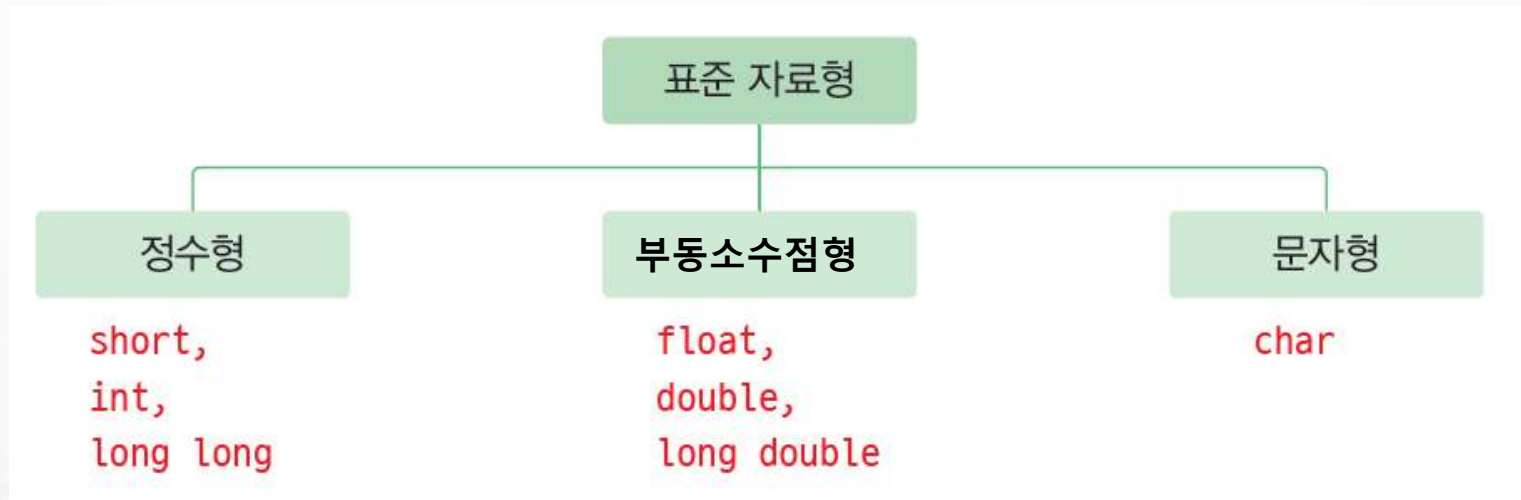 표준 자료형
정수형
short,
int,
long long
부동소수점형
float,
double,
long double
문자형
char